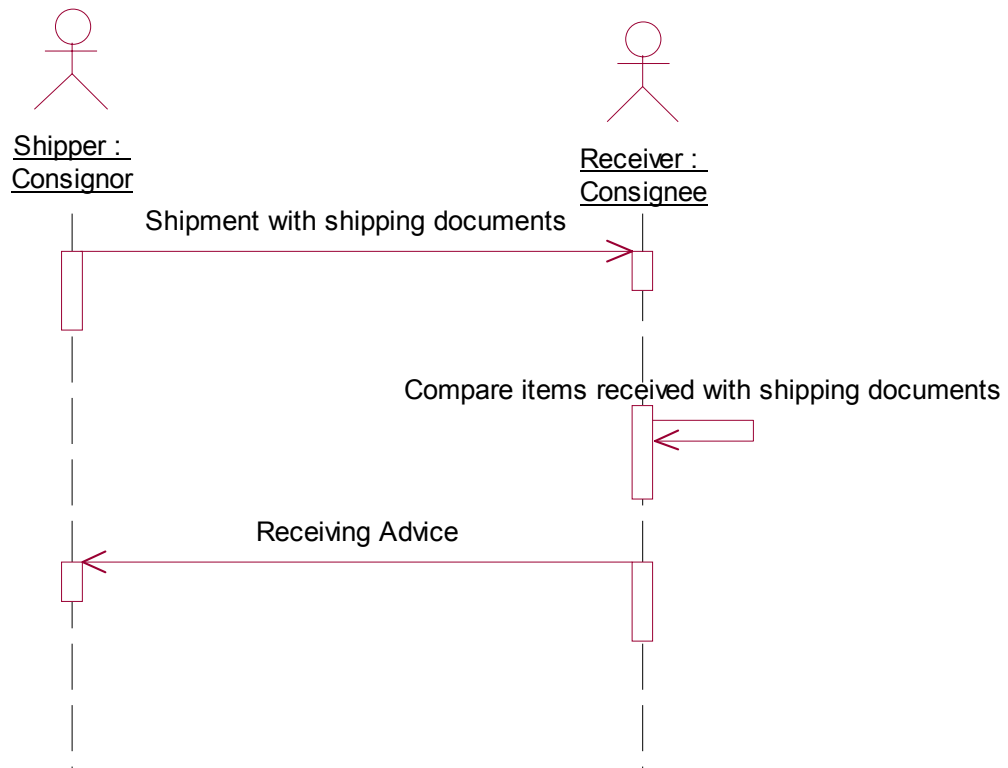 Shipper :
Consignor
Receiver :
Consignee
Shipment with shipping documents
Compare items received with shipping documents
Receiving Advice